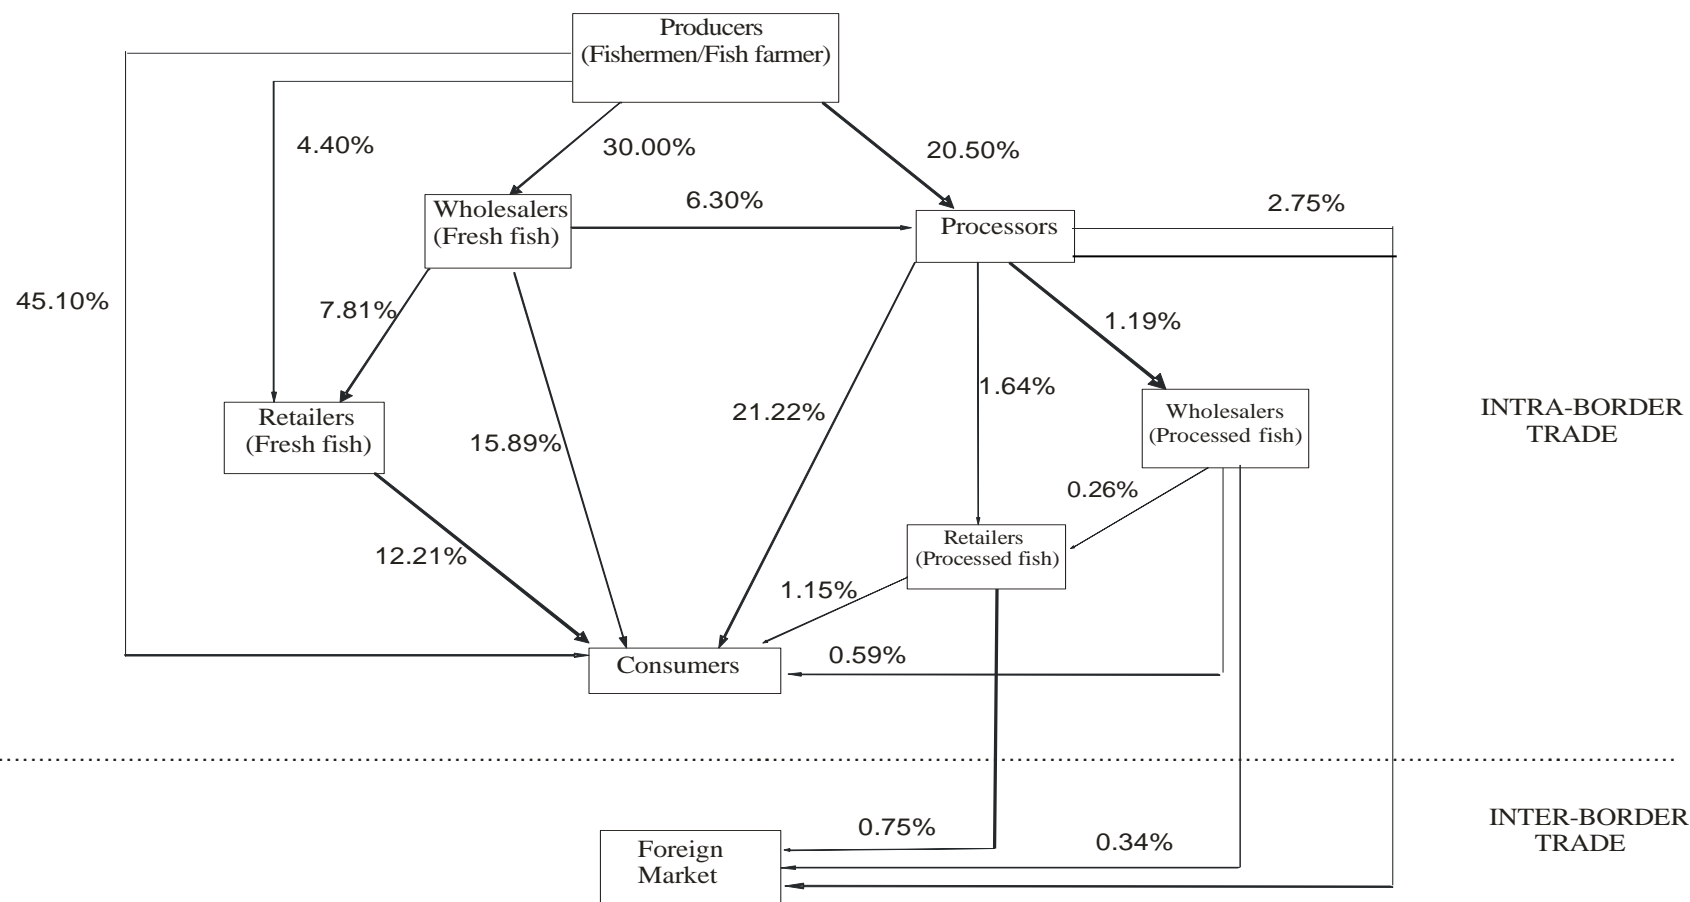 Producers
(Fishermen/Fish farmer)
4.40%
30.00%
20.50%
Wholesalers
(Fresh fish)
6.30%
Processors
2.75%
45.10%
7.81%
1.19%
Retailers
(Fresh fish)
15.89%
21.22%
1.64%
Wholesalers
(Processed fish)
INTRA-BORDER
TRADE
0.26%
12.21%
Retailers
(Processed fish)
1.15%
Consumers
0.59%
INTER-BORDER
TRADE
Foreign
Market
0.75%
0.34%